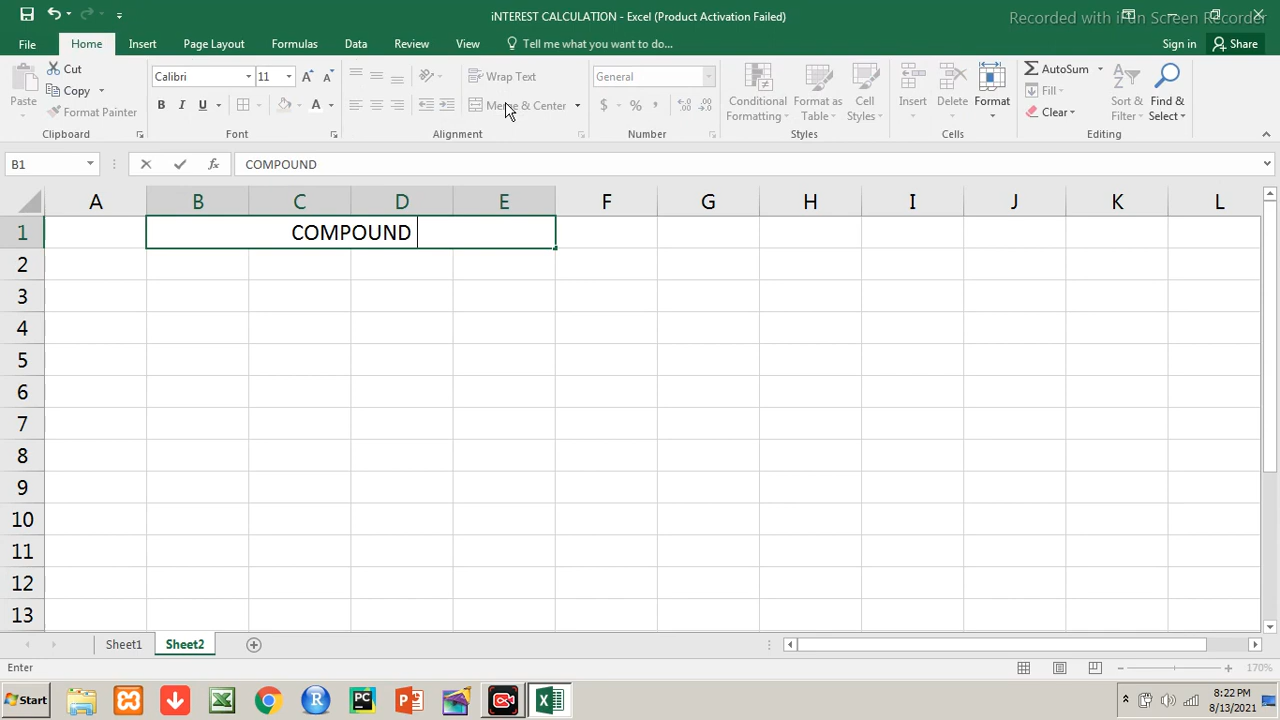 iNTEREST CALCULATION - Excel (Product Activation Failed)
Recorded with iFun Screen Recorder
File Home Insert Page Layout Formulas Data Review View Tell me what you want to do... Sign in Share
Paste Cut Copy Format Painter Clipboard
Calibri 11 B I U A A A Font
Wrap Text Merge & Center Alignment
General $ % , Number
Conditional Formatting Format as Table Cell Styles Styles
Insert Delete Format Cells
AutoSum Fill Clear Sort & Filter Find & Select Editing
B1 fx COMPOUND
A B C D E F G H I J K L
1 COMPOUND
2
3
4
5
6
7
8
9
10
11
12
13
Sheet1 Sheet2
Enter 170%
Start PC 8:22 PM
8/13/2021